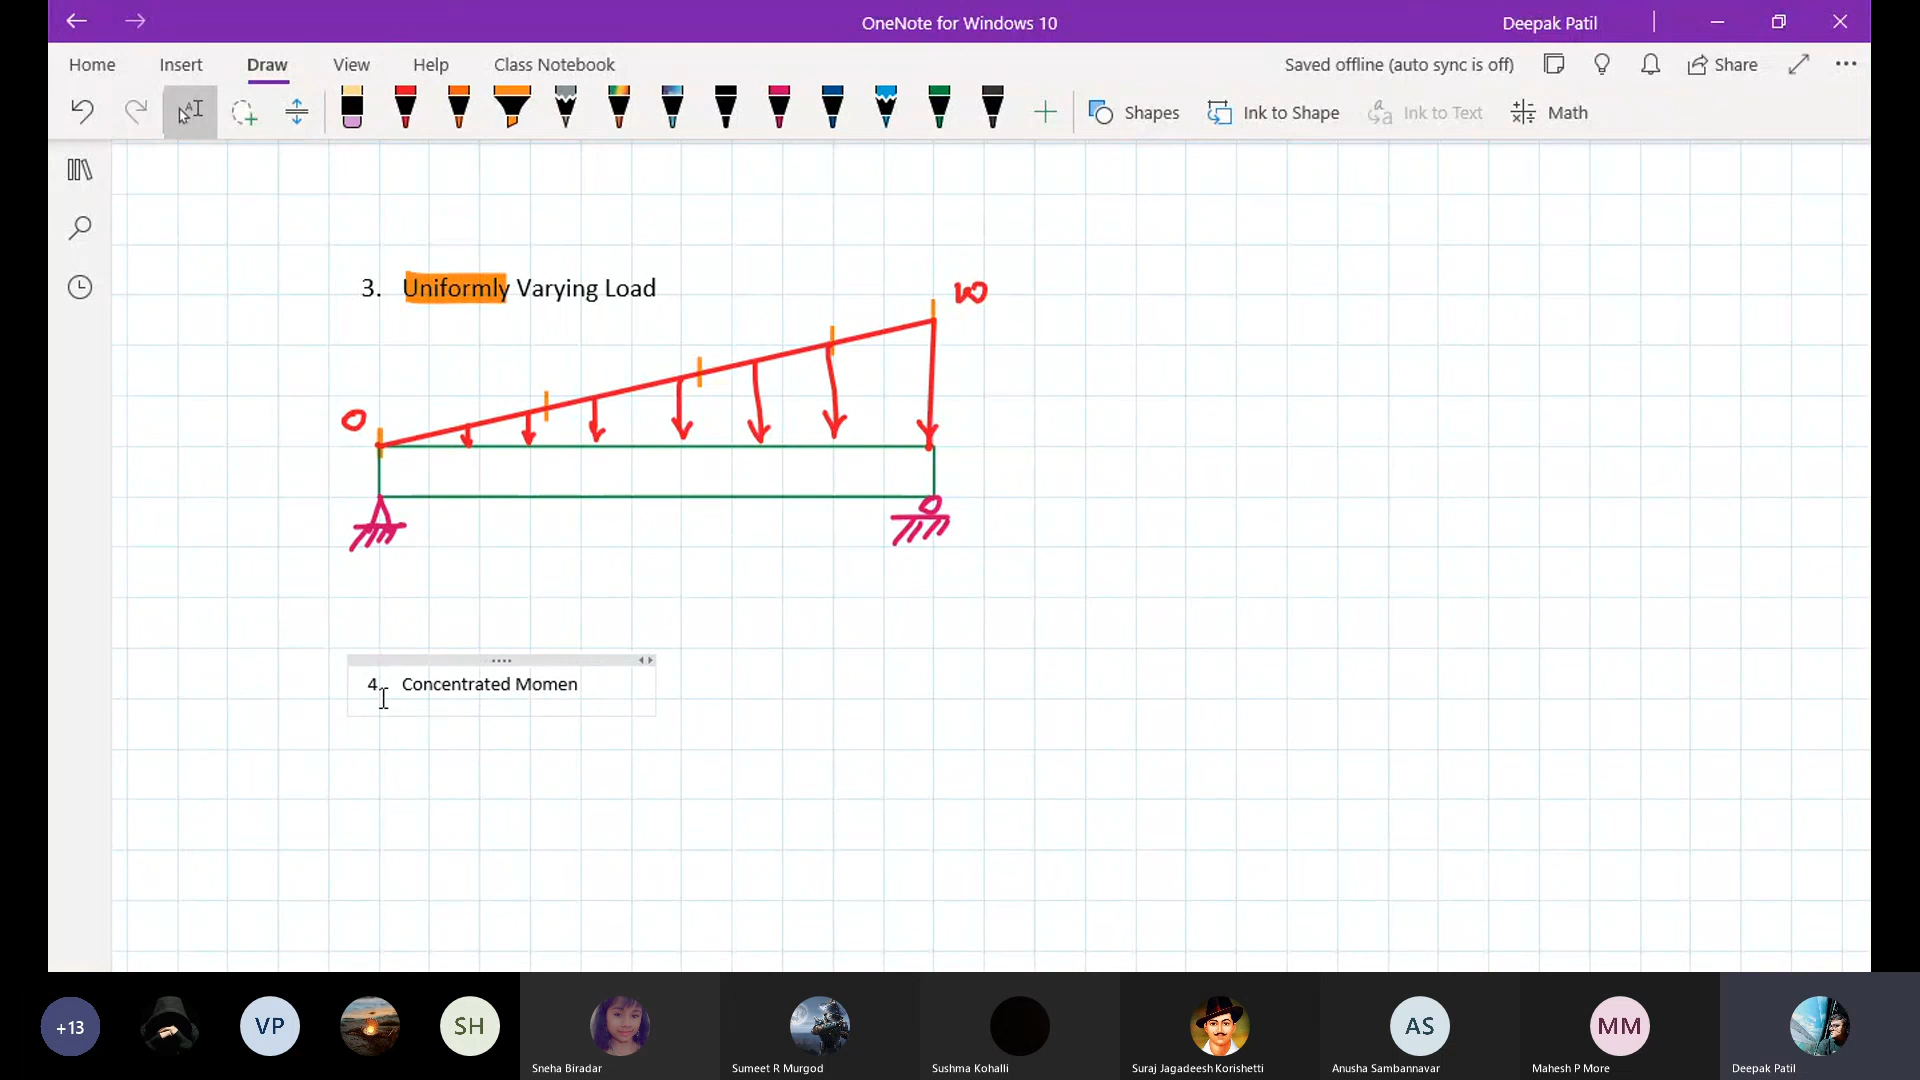 OneNote for Windows 10
Deepak Patil
Home Insert Draw View Help Class Notebook
Saved offline (auto sync is off)
Share
Shapes
Ink to Shape
Ink to Text
Math
3. Uniformly Varying Load
w
0
4. Concentrated Momen
+13
VP
SH
AS
MM
Sneha Biradar
Sumeet R Murgod
Sushma Kohalli
Suraj Jagadeesh Korishetti
Anusha Sambannavar
Mahesh P More
Deepak Patil